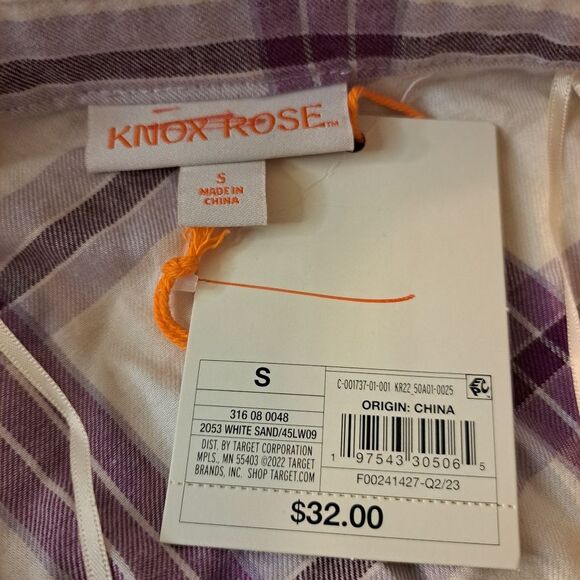 KNOX ROSE™
S
MADE IN
CHINA
S
316 08 0048
2053 WHITE SAND/45LW09
DIST. BY TARGET CORPORATION
MPLS, MN 55403 ©2022 TARGET
BRANDS, INC. SHOP TARGET.COM
C-001737-01-001 KR22_50A01-0025
ORIGIN: CHINA
1 97543 30506 5
F00241427-Q2/23
$32.00